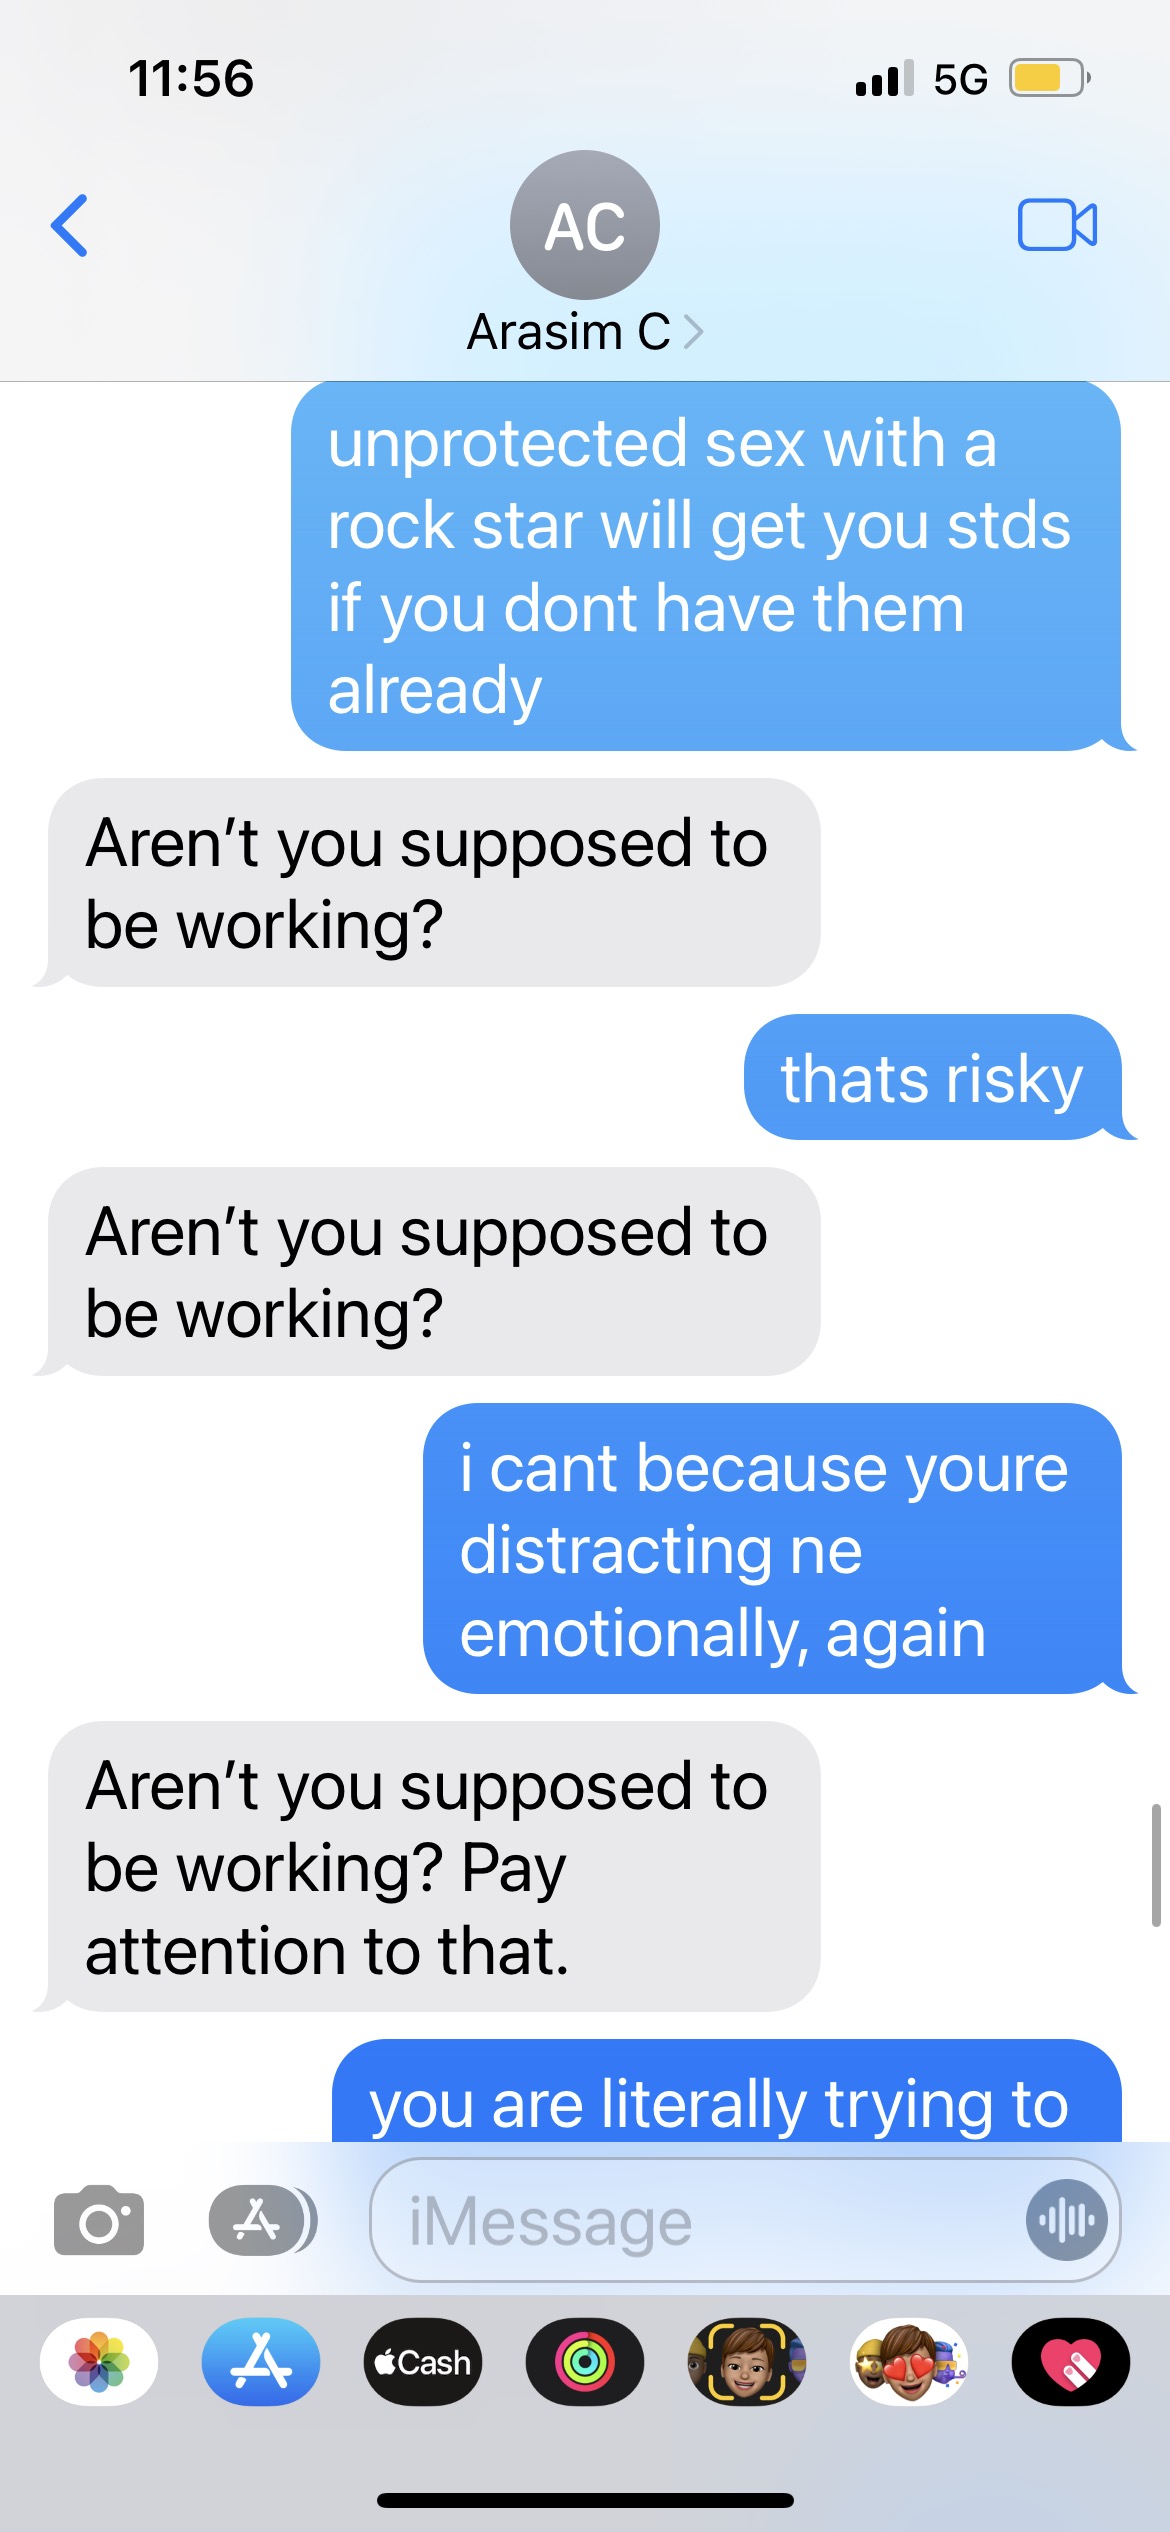 11:56
5G
AC
Arasim C
unprotected sex with a
rock star will get you stds
if you dont have them
already
Aren’t you supposed to
be working?
thats risky
Aren’t you supposed to
be working?
i cant because youre
distracting ne
emotionally, again
Aren’t you supposed to
be working? Pay
attention to that.
you are literally trying to
iMessage
Cash